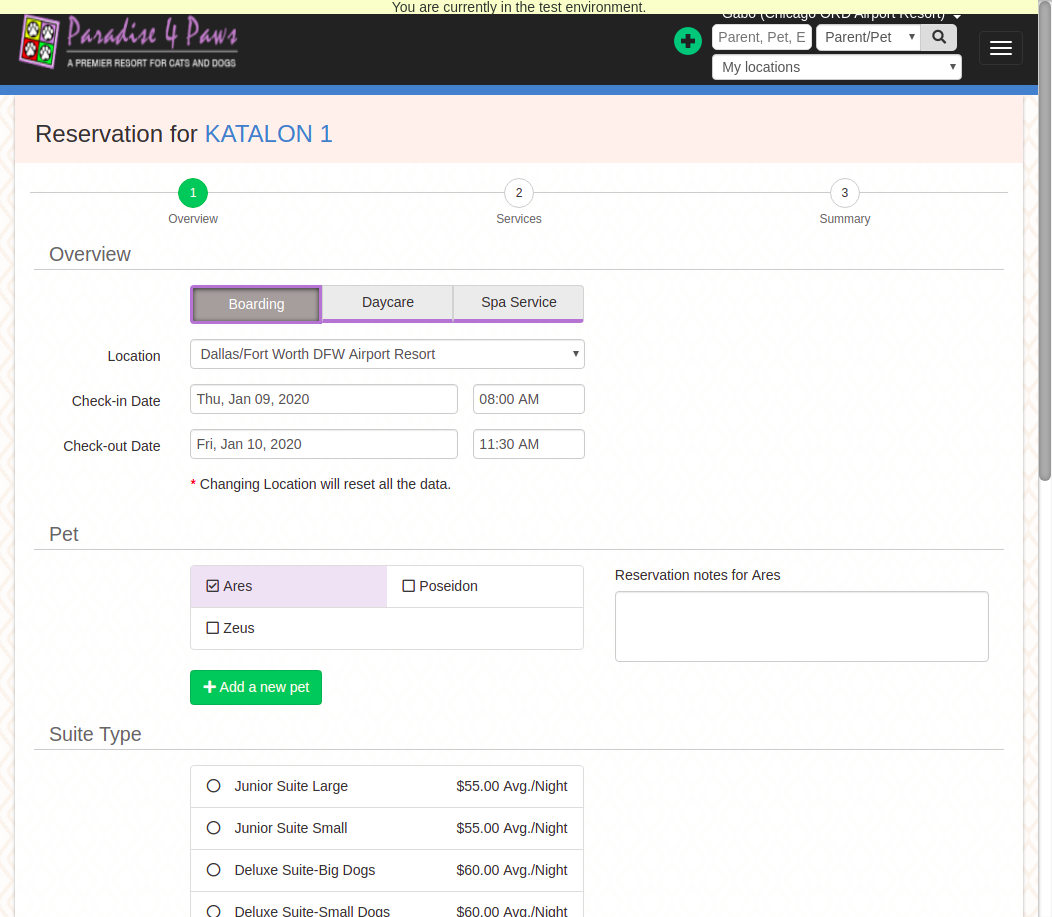 You are currently in the test environment.
Gabo (Chicago ORD Airport Resort)
Paradise 4 Paws
A PREMIER RESORT FOR CATS AND DOGS
Parent, Pet, E
Parent/Pet
My locations
Reservation for KATALON 1
1
2
3
Overview
Services
Summary
Overview
Boarding
Daycare
Spa Service
Location
Dallas/Fort Worth DFW Airport Resort
Check-in Date
Thu, Jan 09, 2020
08:00 AM
Check-out Date
Fri, Jan 10, 2020
11:30 AM
* Changing Location will reset all the data.
Pet
Ares
Poseidon
Reservation notes for Ares
Zeus
Add a new pet
Suite Type
Junior Suite Large $55.00 Avg./Night
Junior Suite Small $55.00 Avg./Night
Deluxe Suite-Big Dogs $60.00 Avg./Night
Deluxe Suite-Small Dogs $60.00 Avg./Night